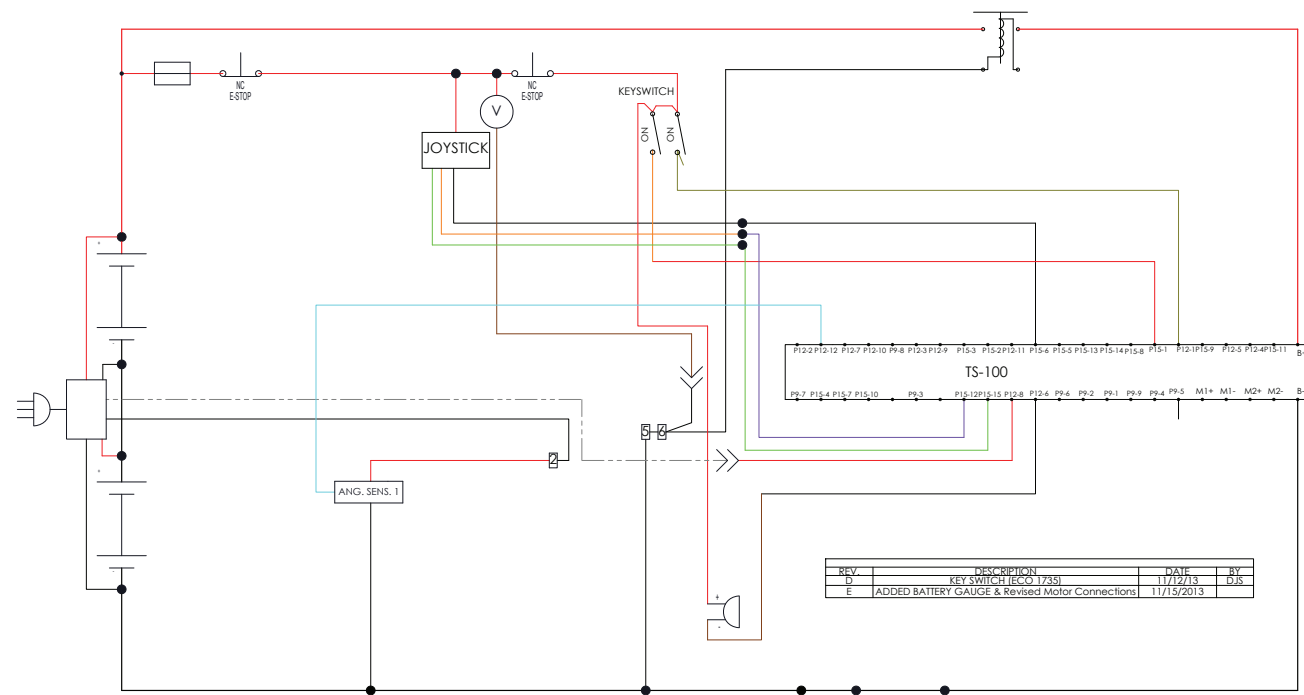 NC
E-STOP
NC
E-STOP
KEYSWITCH
V
ON
ON
JOYSTICK
+
P12-2 P12-12 P12-7 P12-10 P9-8 P12-3 P12-9 P15-3 P15-2 P12-11 P15-6 P15-5 P15-13 P15-14 P15-8 P15-1 P12-1 P15-9 P12-5 P12-4 P15-11 B-
-
TS-100
P9-7 P15-4 P15-7 P15-10 P9-3 P15-12 P15-15 P12-8 P12-6 P9-6 P9-2 P9-1 P9-9 P9-4 P9-5 M1+ M1- M2+ M2- B-
5 6
2
+
ANG. SENS. 1
-
REV. DESCRIPTION DATE BY
D KEY SWITCH (ECO 1735) 11/12/13 DJS
E ADDED BATTERY GAUGE & Revised Motor Connections 11/15/2013
+
-